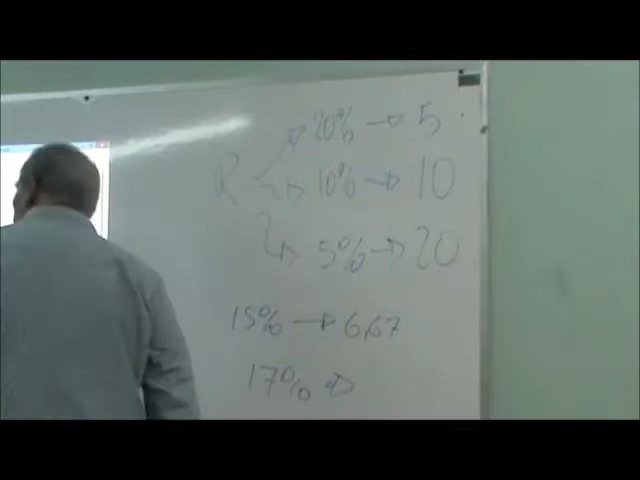 20% → 5
R → 10% → 10
→ 5% → 20
15% → 6,67
17% →